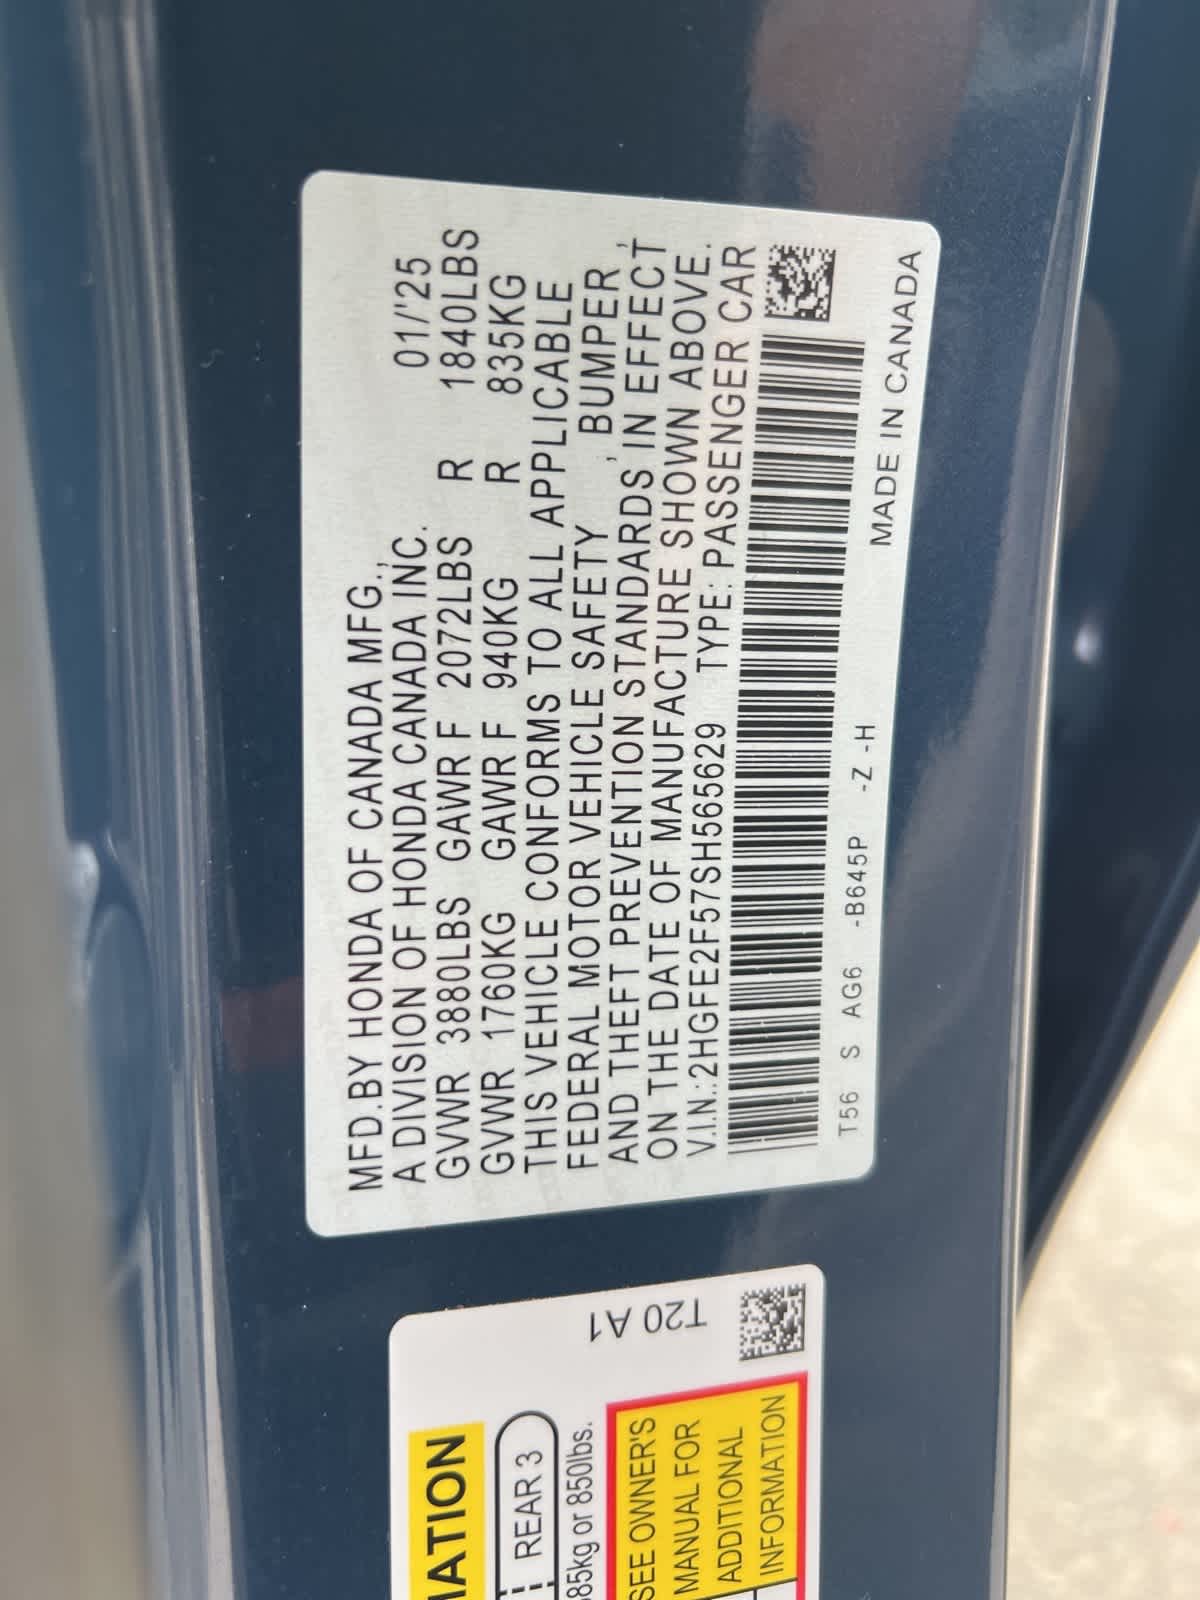 MFD.BY HONDA OF CANADA MFG.,
A DIVISION OF HONDA CANADA INC. 01/'25
GVWR 3880LBS GAWR F 2072LBS R 1840LBS
GVWR 1760KG GAWR F 940KG R 835KG
THIS VEHICLE CONFORMS TO ALL APPLICABLE
FEDERAL MOTOR VEHICLE SAFETY , BUMPER ,
AND THEFT PREVENTION STANDARDS IN EFFECT
ON THE DATE OF MANUFACTURE SHOWN ABOVE.
V.I.N.:2HGFE2F57SH565629 TYPE: PASSENGER CAR
T56 S AG6 -B645P -Z -H
MADE IN CANADA
T20 A1
MATION
REAR 3
385kg or 850lbs.
SEE OWNER'S
MANUAL FOR
ADDITIONAL
INFORMATION